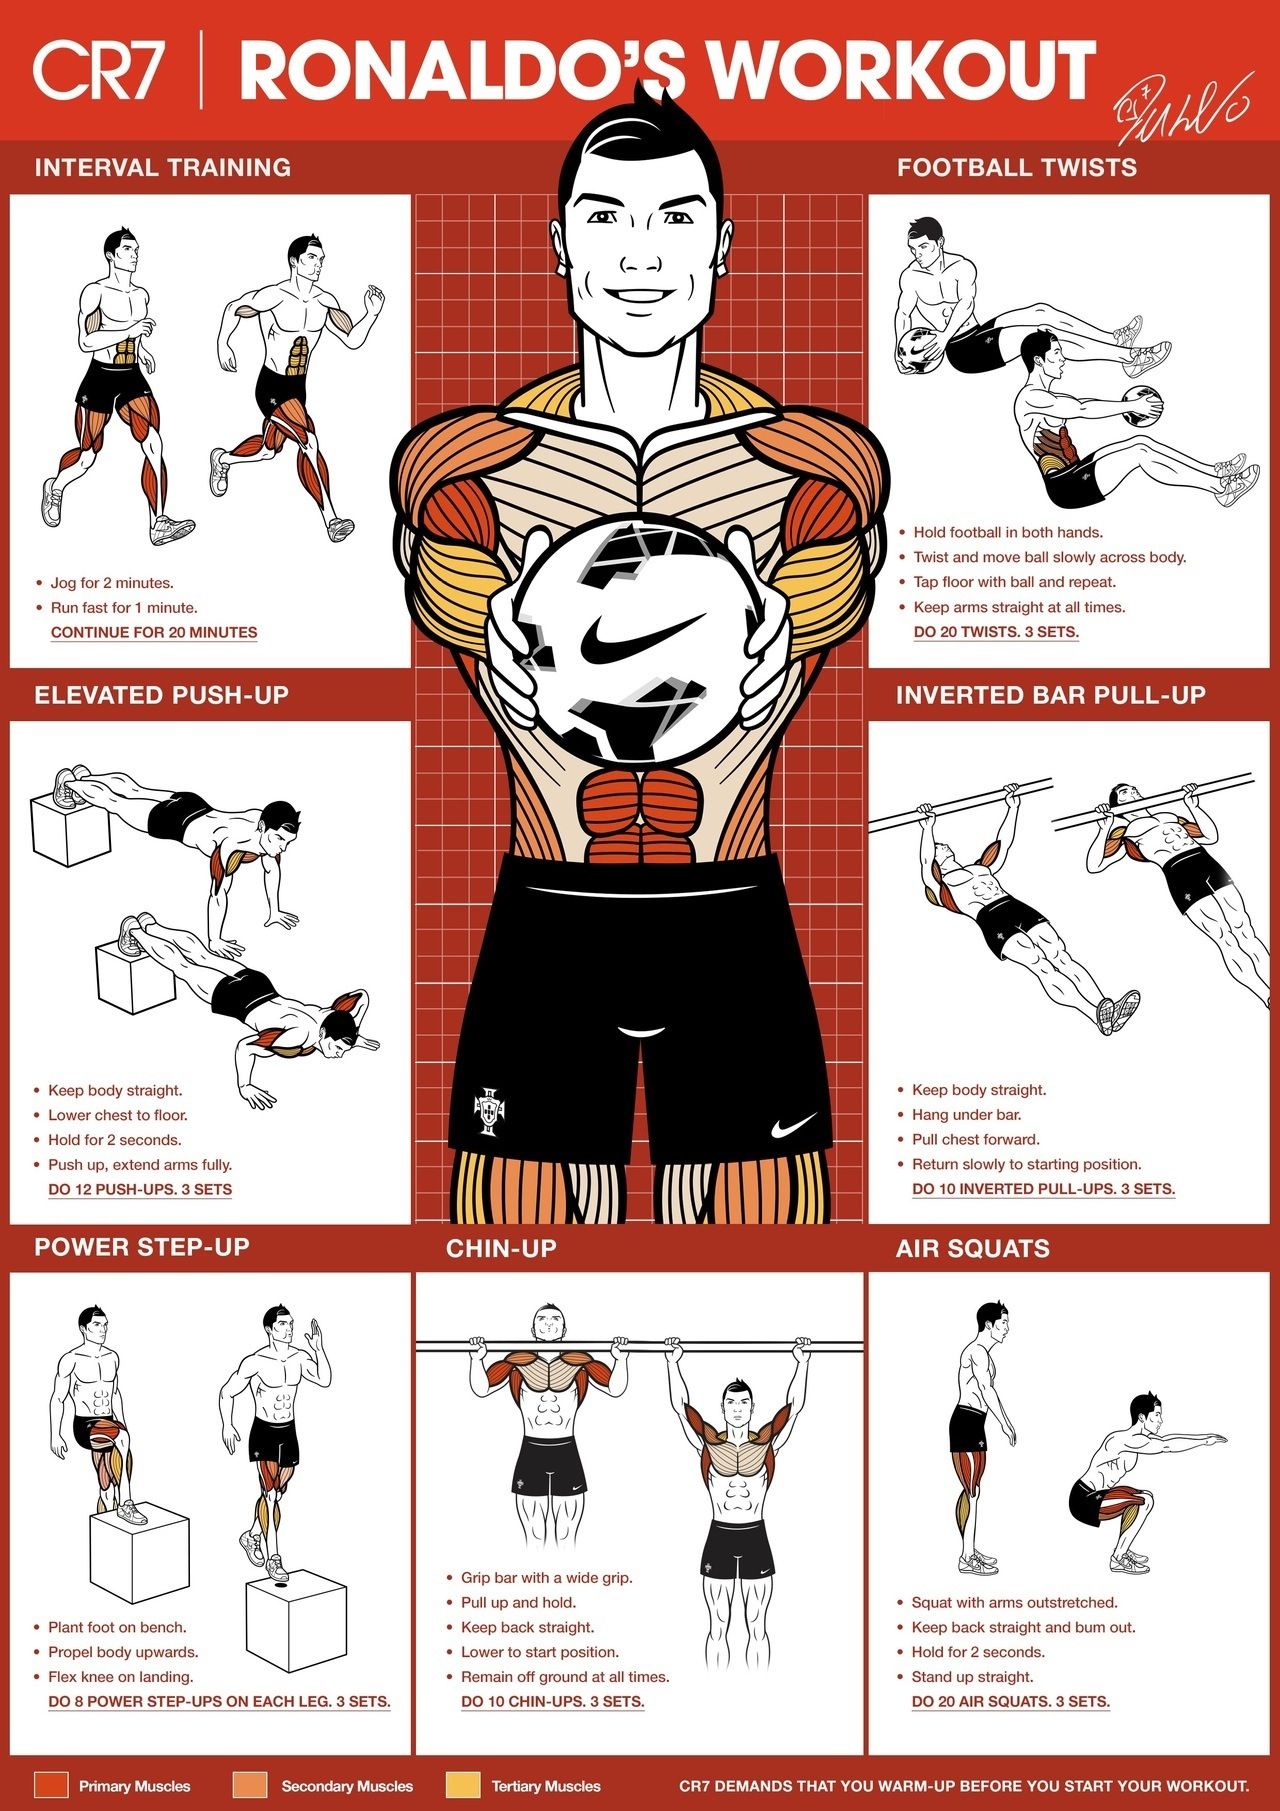 CR7 | RONALDO'S WORKOUT
INTERVAL TRAINING
• Jog for 2 minutes.
• Run fast for 1 minute.
CONTINUE FOR 20 MINUTES
FOOTBALL TWISTS
• Hold football in both hands.
• Twist and move ball slowly across body.
• Tap floor with ball and repeat.
• Keep arms straight at all times.
DO 20 TWISTS. 3 SETS.
ELEVATED PUSH-UP
• Keep body straight.
• Lower chest to floor.
• Hold for 2 seconds.
• Push up, extend arms fully.
DO 12 PUSH-UPS. 3 SETS
INVERTED BAR PULL-UP
• Keep body straight.
• Hang under bar.
• Pull chest forward.
• Return slowly to starting position.
DO 10 INVERTED PULL-UPS. 3 SETS.
POWER STEP-UP
• Plant foot on bench.
• Propel body upwards.
• Flex knee on landing.
DO 8 POWER STEP-UPS ON EACH LEG. 3 SETS.
CHIN-UP
• Grip bar with a wide grip.
• Pull up and hold.
• Keep back straight.
• Lower to start position.
• Remain off ground at all times.
DO 10 CHIN-UPS. 3 SETS.
AIR SQUATS
• Squat with arms outstretched.
• Keep back straight and bum out.
• Hold for 2 seconds.
• Stand up straight.
DO 20 AIR SQUATS. 3 SETS.
Primary Muscles
Secondary Muscles
Tertiary Muscles
CR7 DEMANDS THAT YOU WARM-UP BEFORE YOU START YOUR WORKOUT.